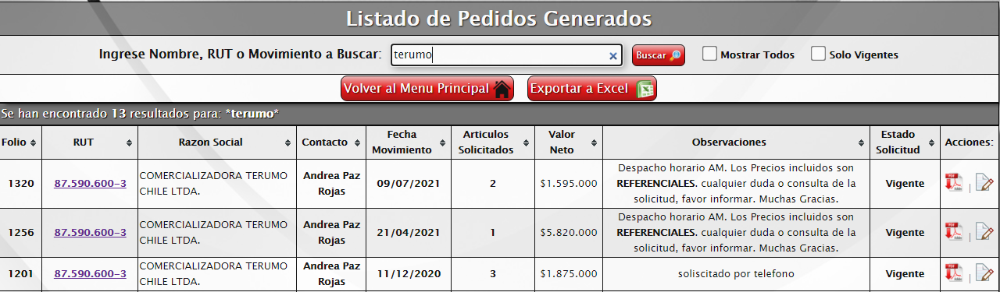 Listado de Pedidos Generados
Ingrese Nombre, RUT o Movimiento a Buscar: terumo × Buscar Mostrar Todos Solo Vigentes
Volver al Menu Principal Exportar a Excel
Se han encontrado 13 resultados para: *terumo*
Folio RUT Razon Social Contacto Fecha Movimiento Articulos Solicitados Valor Neto Observaciones Estado Solicitud Acciones:
1320 87.590.600-3 COMERCIALIZADORA TERUMO CHILE LTDA. Andrea Paz Rojas 09/07/2021 2 $1.595.000 Despacho horario AM. Los Precios incluidos son REFERENCIALES. cualquier duda o consulta de la solicitud, favor informar. Muchas Gracias. Vigente |
1256 87.590.600-3 COMERCIALIZADORA TERUMO CHILE LTDA. Andrea Paz Rojas 21/04/2021 1 $5.820.000 Despacho horario AM. Los Precios incluidos son REFERENCIALES. cualquier duda o consulta de la solicitud, favor informar. Muchas Gracias. Vigente |
1201 87.590.600-3 COMERCIALIZADORA TERUMO CHILE LTDA. Andrea Paz Rojas 11/12/2020 3 $1.875.000 soliscitado por telefono Vigente |